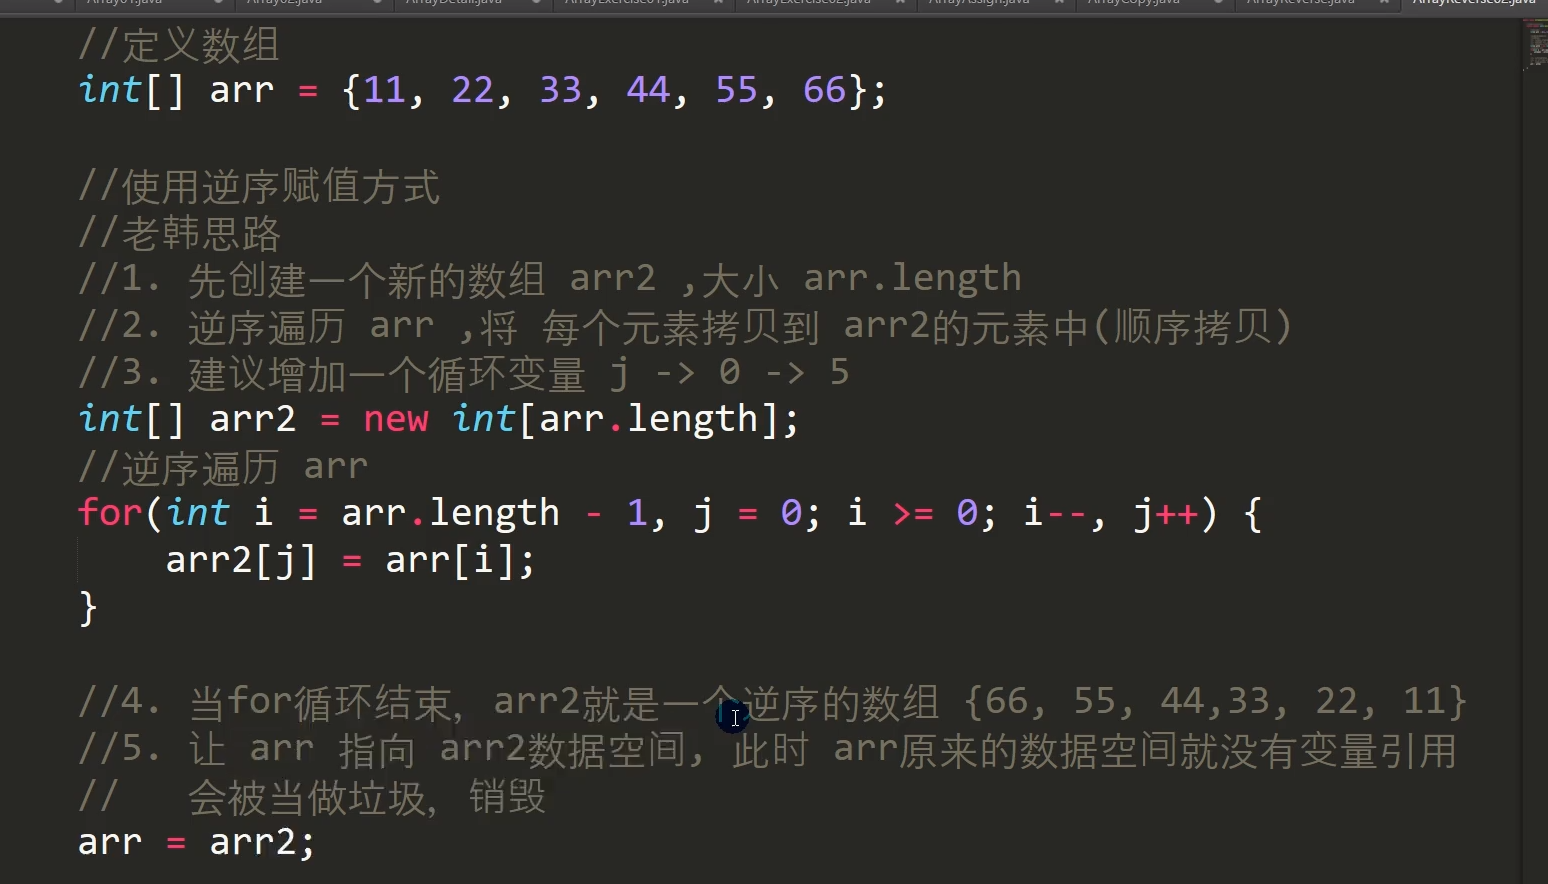 Array01.java Array02.java ArrayDetail.java ArrayExercise01.java ArrayExercise02.java ArrayAssign.java ArrayCopy.java ArrayReverse.java ArrayReverse02.java
//定义数组
int[] arr = {11, 22, 33, 44, 55, 66};
//使用逆序赋值方式
//老韩思路
//1. 先创建一个新的数组 arr2 ,大小 arr.length
//2. 逆序遍历 arr ,将 每个元素拷贝到 arr2的元素中(顺序拷贝)
//3. 建议增加一个循环变量 j -> 0 -> 5
int[] arr2 = new int[arr.length];
//逆序遍历 arr
for(int i = arr.length - 1, j = 0; i >= 0; i--, j++) {
    arr2[j] = arr[i];
}
//4. 当for循环结束, arr2就是一个逆序的数组 {66, 55, 44,33, 22, 11}
//5. 让 arr 指向 arr2数据空间, 此时 arr原来的数据空间就没有变量引用
//   会被当做垃圾, 销毁
arr = arr2;